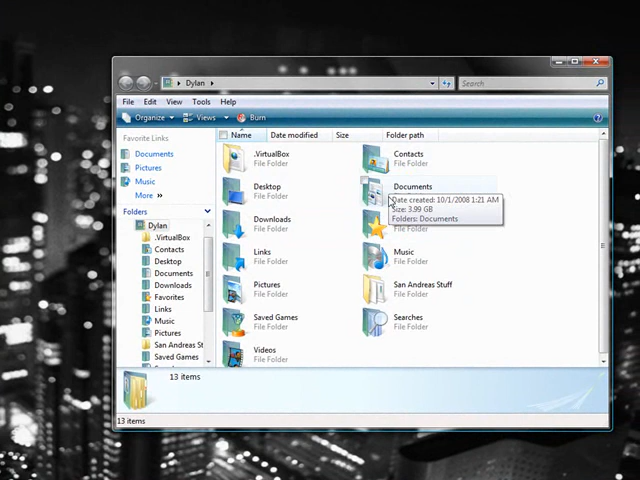 Dylan
Search
File Edit View Tools Help
Organize Views Burn
Favorite Links
Documents
Pictures
Music
More »
Folders
Dylan
.VirtualBox
Contacts
Desktop
Documents
Downloads
Favorites
Links
Music
Pictures
San Andreas St
Saved Games
Name Date modified Size Folder path
.VirtualBox
File Folder
Contacts
File Folder
Desktop
File Folder
Documents
Date created: 10/1/2008 1:21 AM
Size: 3.99 GB
Folders: Documents
Downloads
File Folder
File Folder
Links
File Folder
Music
File Folder
Pictures
File Folder
San Andreas Stuff
File Folder
Saved Games
File Folder
Searches
File Folder
Videos
File Folder
13 items
13 items